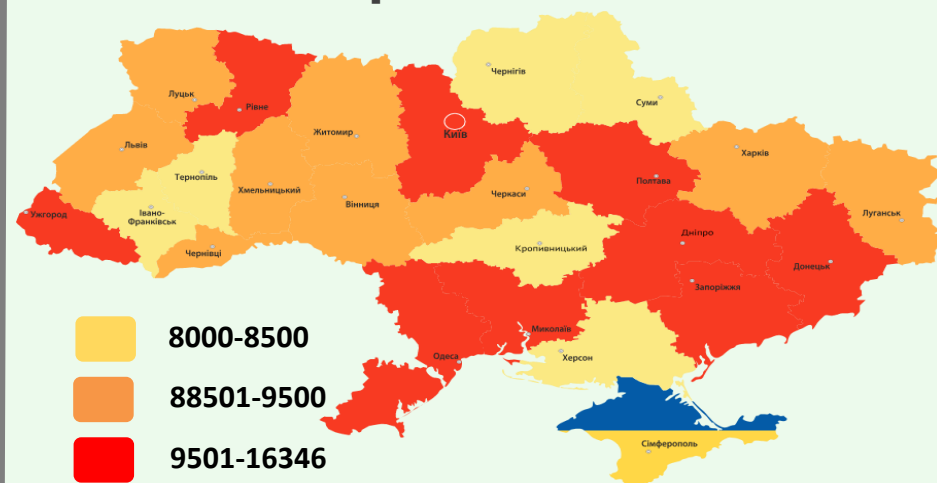 Чернігів
Луцьк
Рівне
Суми
Житомир
Київ
Львів
Харків
Тернопіль
Хмельницький
Полтава
Черкаси
Вінниця
Ужгород
Івано-
Франківськ
Луганськ
Чернівці
Дніпро
Кропивницький
Донецьк
Запоріжжя
Миколаїв
Одеса
Херсон
Сімферополь
8000-8500
88501-9500
9501-16346